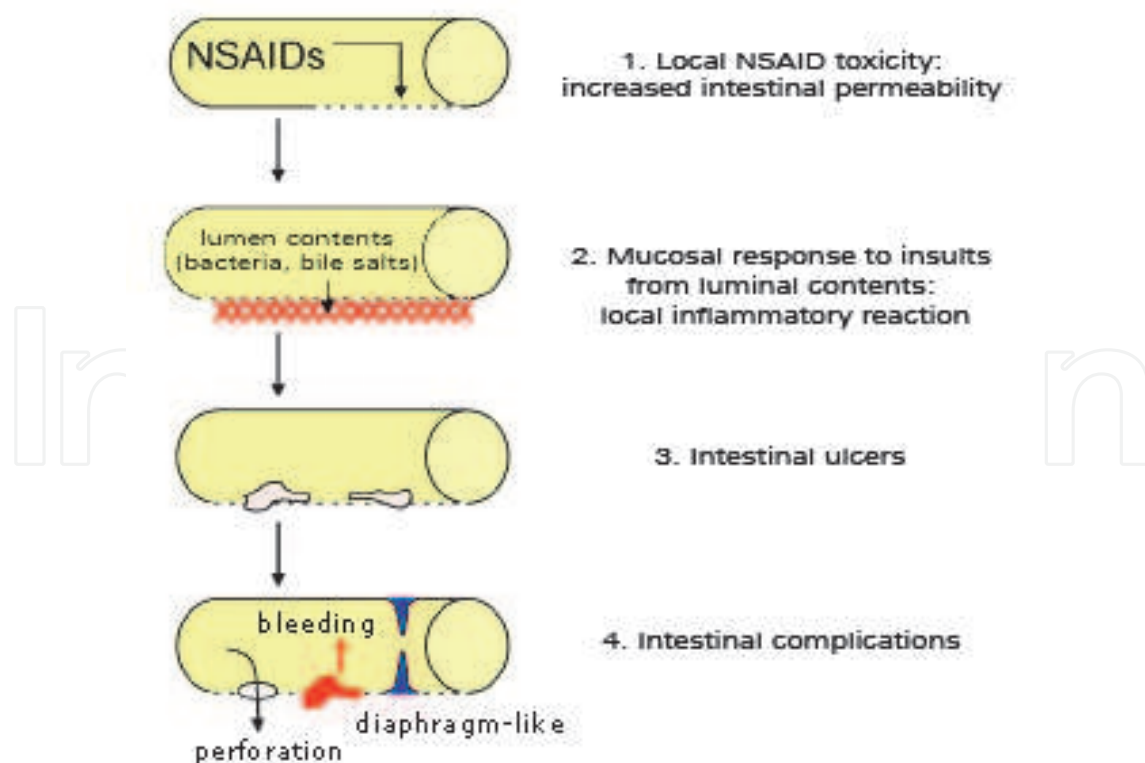 NSAIDs
1. Local NSAID toxicity:
increased intestinal permeability
lumen contents
(bacteria, bile salts)
2. Mucosal response to insults
from luminal contents:
local inflammatory reaction
3. Intestinal ulcers
bleeding
4. Intestinal complications
diaphragm-like
perforation